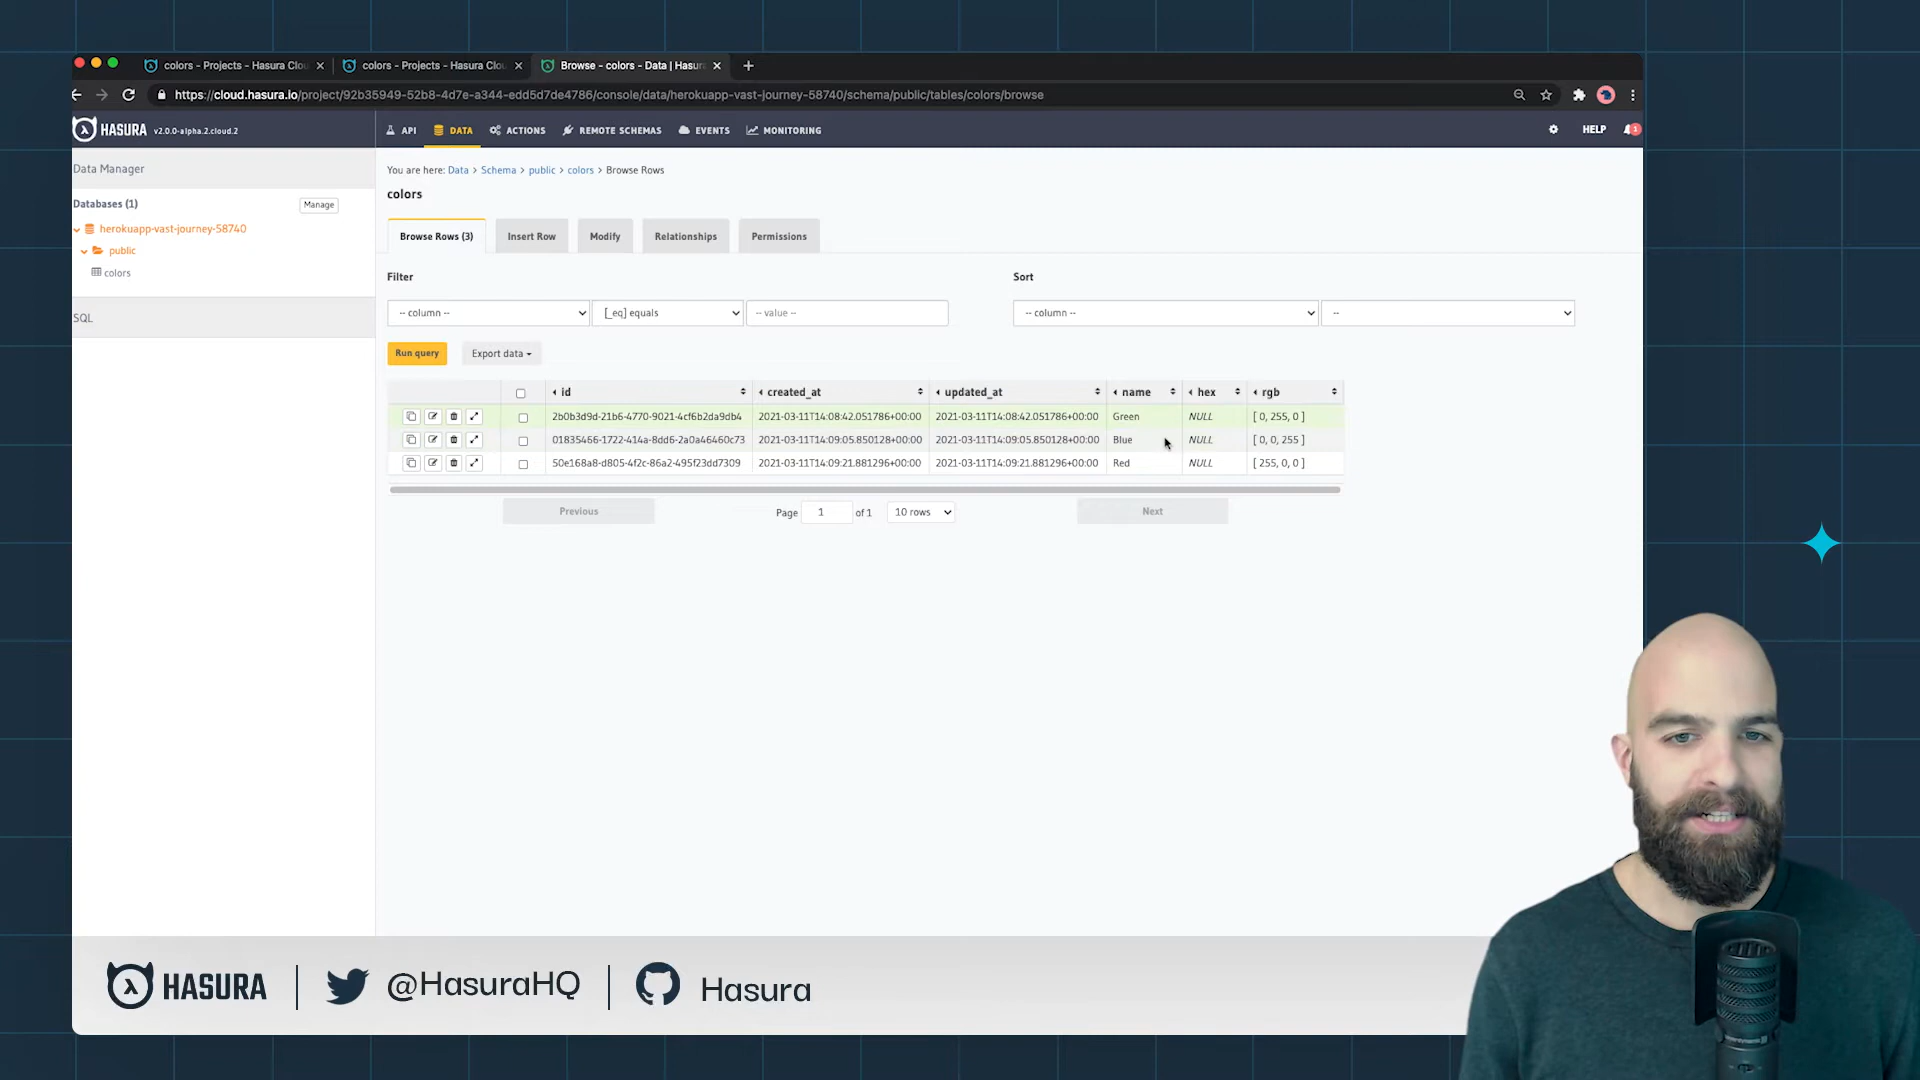 colors - Projects - Hasura Clou
colors - Projects - Hasura Clou
Browse - colors - Data | Hasura
https://cloud.hasura.io/project/92b35949-52b8-4d7e-a344-edd5d7de4786/console/data/herokuapp-vast-journey-58740/schema/public/tables/colors/browse
HASURA v2.0.0-alpha.2.cloud.2
API DATA ACTIONS REMOTE SCHEMAS EVENTS MONITORING
HELP 1
Data Manager
Databases (1) Manage
herokuapp-vast-journey-58740
public
colors
SQL
You are here: Data > Schema > public > colors > Browse Rows
colors
Browse Rows (3) Insert Row Modify Relationships Permissions
Filter Sort
-- column -- [_eq] equals -- value -- -- column -- --
Run query Export data
id created_at updated_at name hex rgb
2b0b3d9d-21b6-4770-9021-4cf6b2da9db4 2021-03-11T14:08:42.051786+00:00 2021-03-11T14:08:42.051786+00:00 Green NULL [ 0, 255, 0 ]
01835466-1722-414a-8dd6-2a0a46460c73 2021-03-11T14:09:05.850128+00:00 2021-03-11T14:09:05.850128+00:00 Blue NULL [ 0, 0, 255 ]
50e168a8-d805-4f2c-86a2-495f23dd7309 2021-03-11T14:09:21.881296+00:00 2021-03-11T14:09:21.881296+00:00 Red NULL [ 255, 0, 0 ]
Previous Page 1 of 1 10 rows Next
HASURA @HasuraHQ Hasura